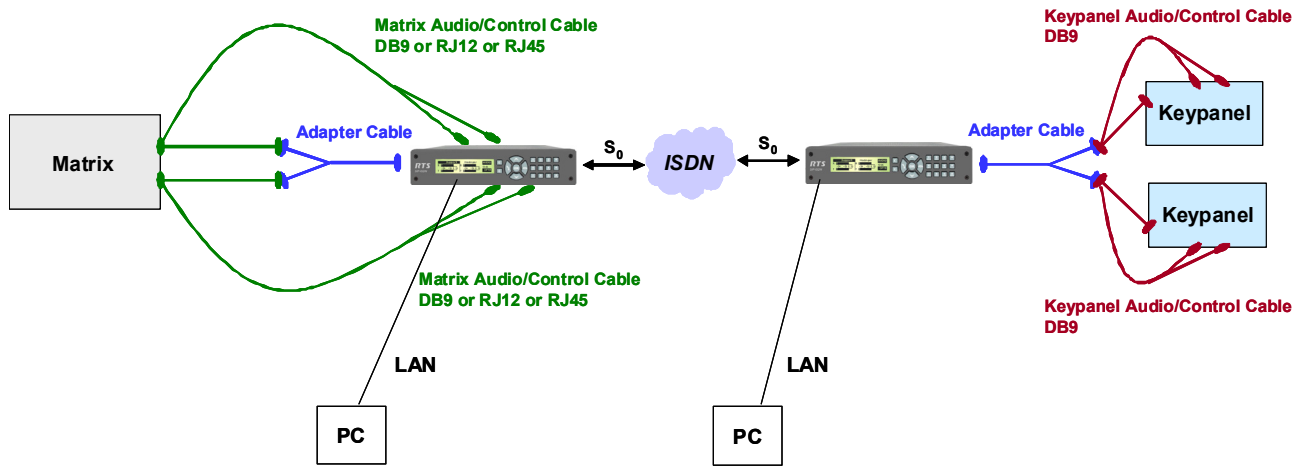 Matrix Audio/Control Cable
DB9 or RJ12 or RJ45
Keypanel Audio/Control Cable
DB9
Keypanel
Adapter Cable
Adapter Cable
Matrix
RTS
S0
ISDN
S0
RTS
Keypanel
Matrix Audio/Control Cable
DB9 or RJ12 or RJ45
Keypanel Audio/Control Cable
DB9
LAN
LAN
PC
PC